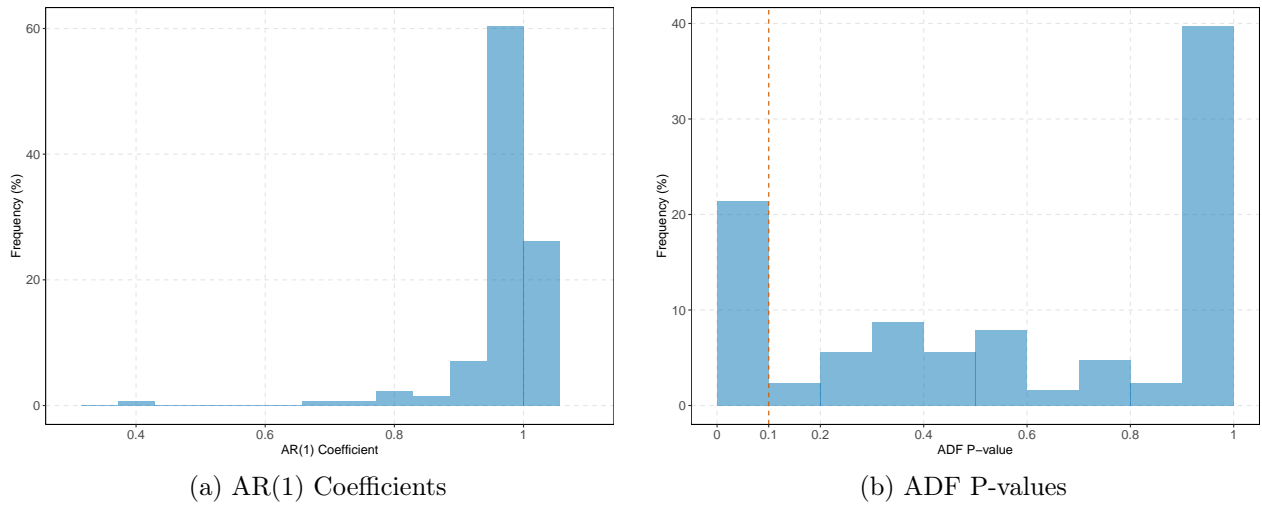 60
40
20
0
Frequency (%)
0.4 0.6 0.8 1
AR(1) Coefficient
(a) AR(1) Coefficients
40
30
20
10
0
Frequency (%)
0 0.1 0.2 0.4 0.6 0.8 1
ADF P−value
(b) ADF P-values